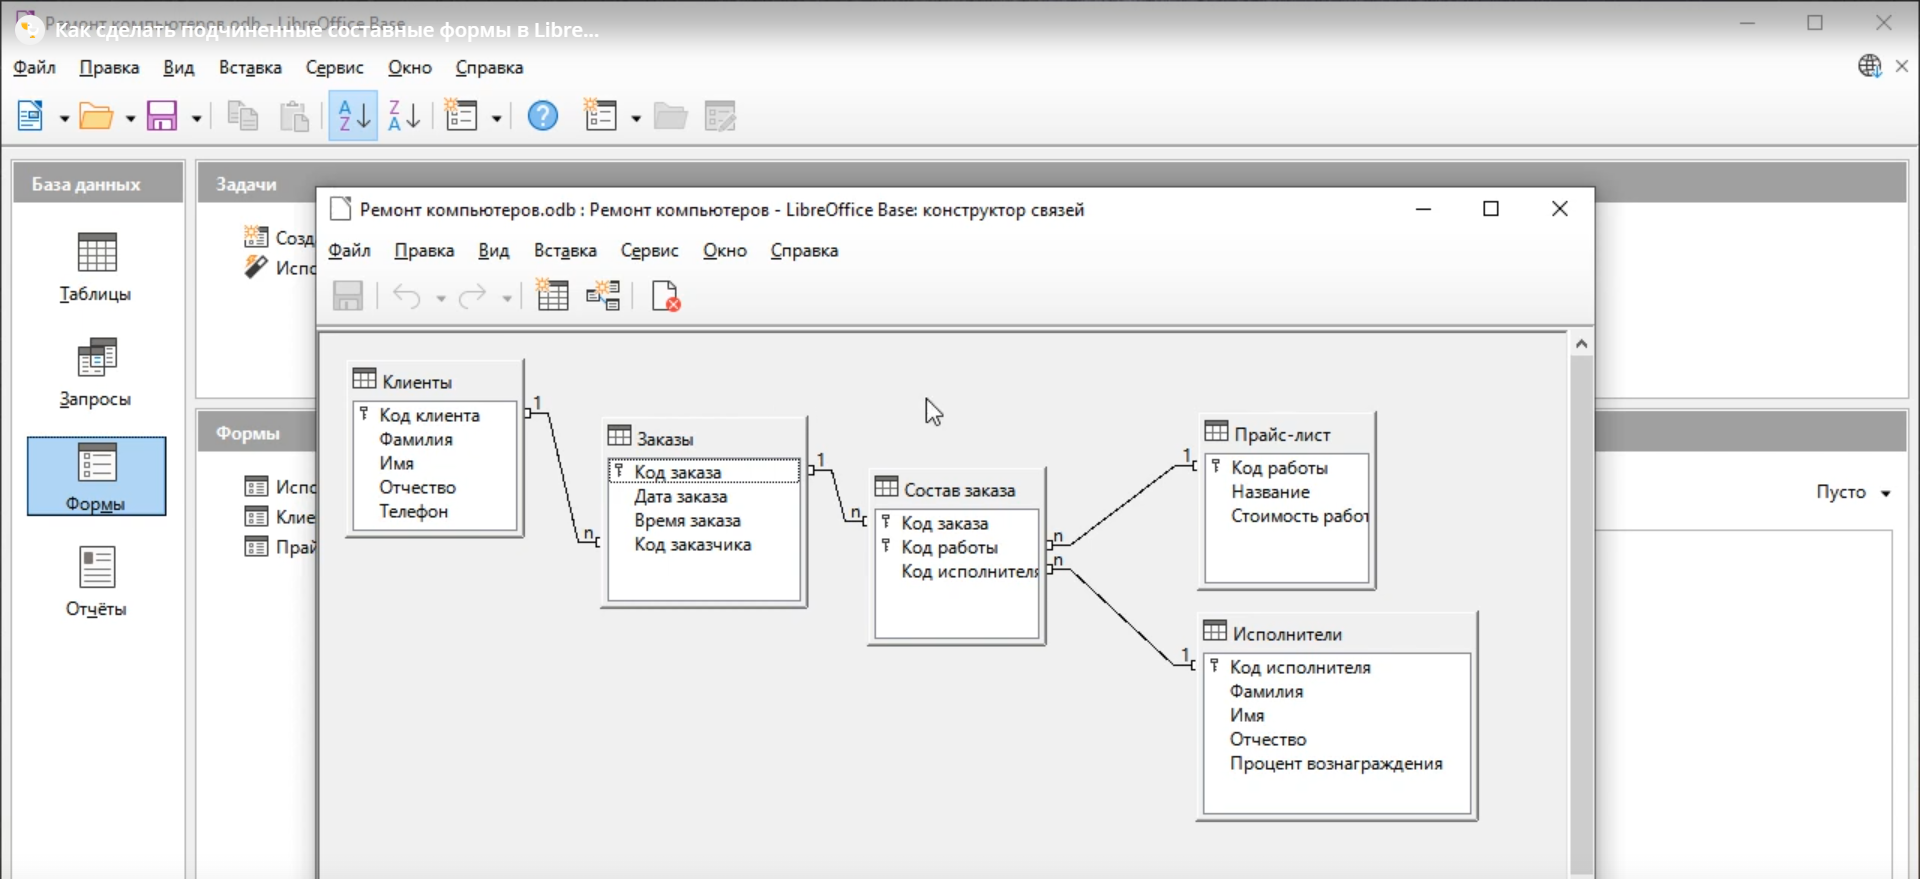 Ремонт компьютеров.odb - LibreOffice Base
Как сделать подчиненные составные формы в Libre...
Файл Правка Вид Вставка Сервис Окно Справка
База данных
Таблицы
Запросы
Формы
Отчёты
Задачи
Созд
Испо
Формы
Испо
Клие
Прай
Пусто
Ремонт компьютеров.odb : Ремонт компьютеров - LibreOffice Base: конструктор связей
Файл Правка Вид Вставка Сервис Окно Справка
Клиенты
Код клиента
Фамилия
Имя
Отчество
Телефон
1
n
Заказы
Код заказа
Дата заказа
Время заказа
Код заказчика
1
n
Состав заказа
Код заказа
Код работы
Код исполнителя
n
n
1
Прайс-лист
Код работы
Название
Стоимость работ
1
Исполнители
Код исполнителя
Фамилия
Имя
Отчество
Процент вознаграждения